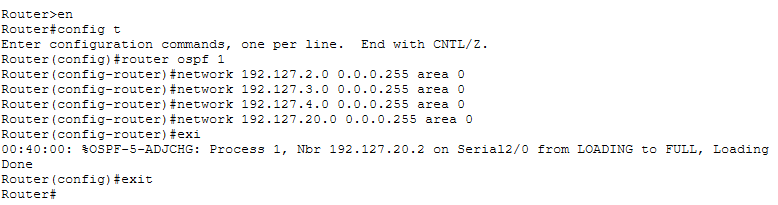 Router>en
Router#config t
Enter configuration commands, one per line.  End with CNTL/Z.
Router(config)#router ospf 1
Router(config-router)#network 192.127.2.0 0.0.0.255 area 0
Router(config-router)#network 192.127.3.0 0.0.0.255 area 0
Router(config-router)#network 192.127.4.0 0.0.0.255 area 0
Router(config-router)#network 192.127.20.0 0.0.0.255 area 0
Router(config-router)#exi
00:40:00: %OSPF-5-ADJCHG: Process 1, Nbr 192.127.20.2 on Serial2/0 from LOADING to FULL, Loading
Done
Router(config)#exit
Router#